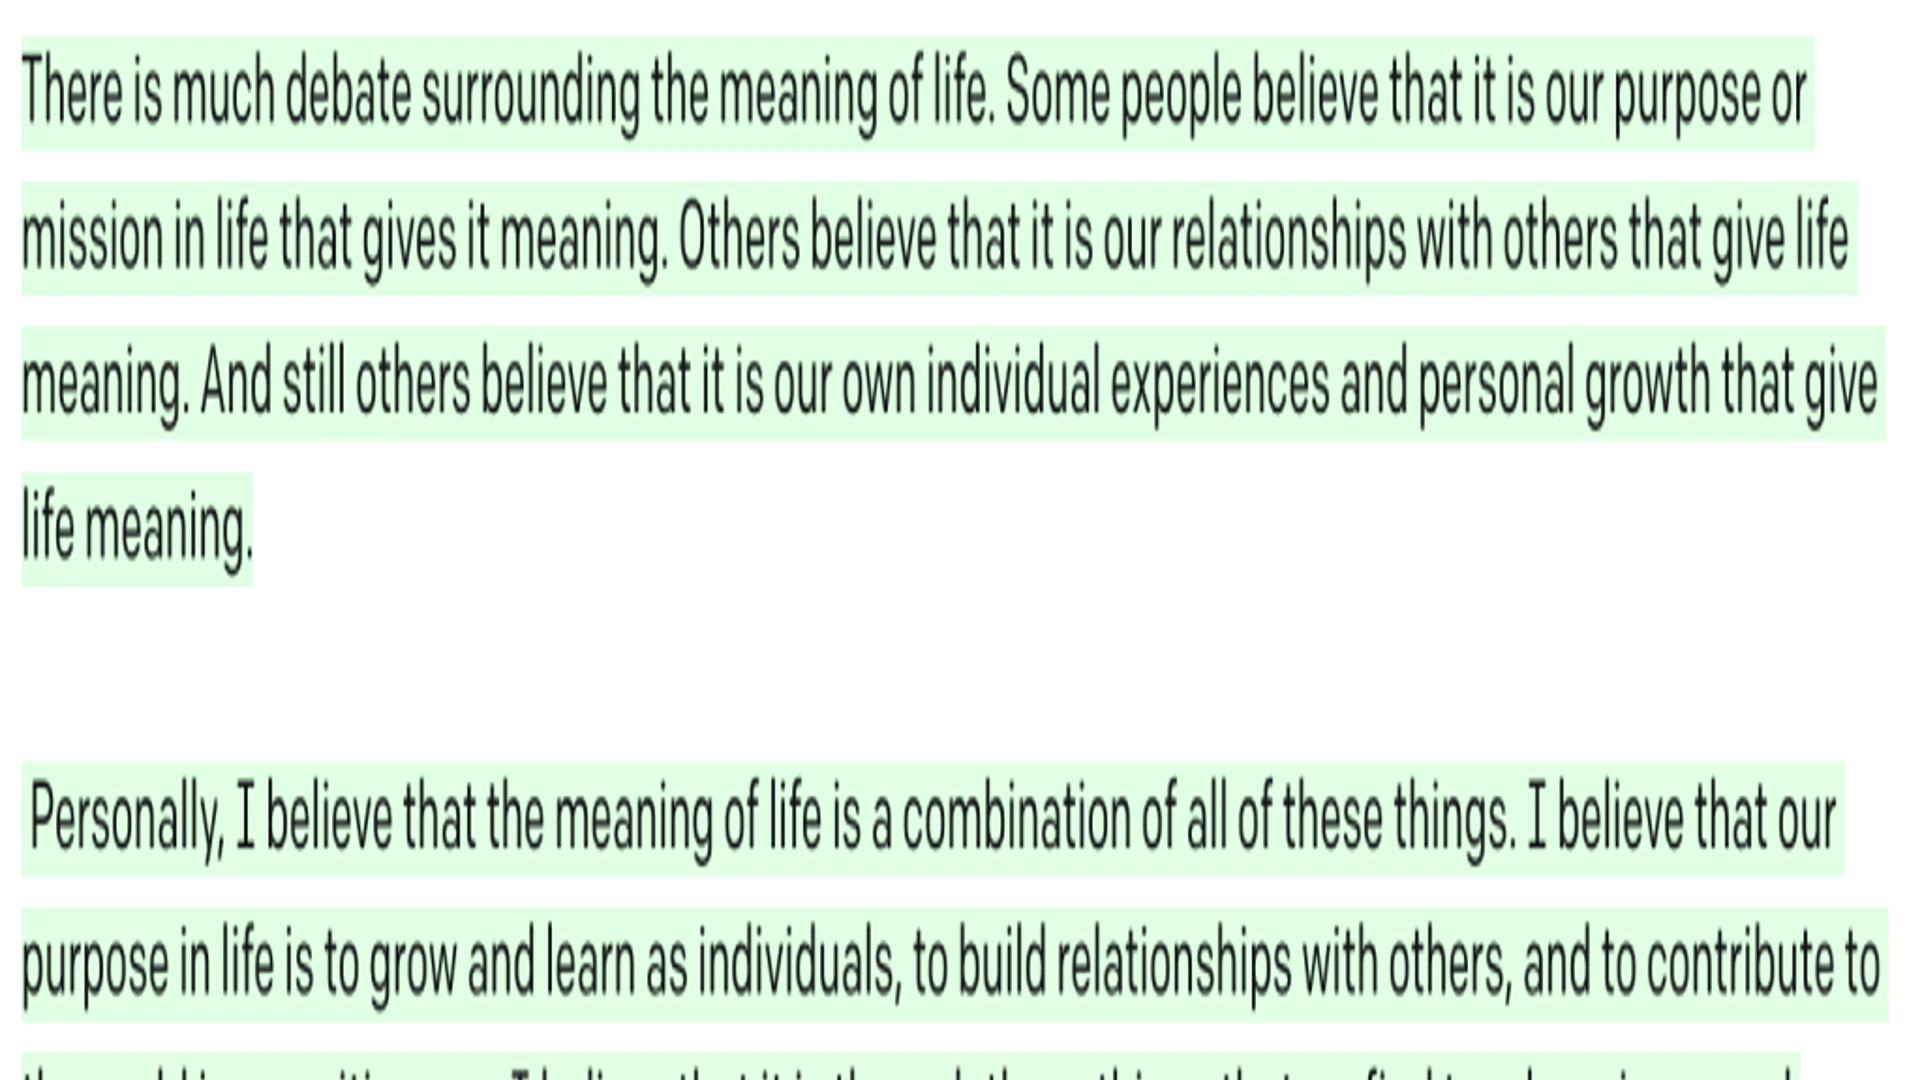 There is much debate surrounding the meaning of life. Some people believe that it is our purpose or
mission in life that gives it meaning. Others believe that it is our relationships with others that give life
meaning. And still others believe that it is our own individual experiences and personal growth that give
life meaning.
Personally, I believe that the meaning of life is a combination of all of these things. I believe that our
purpose in life is to grow and learn as individuals, to build relationships with others, and to contribute to